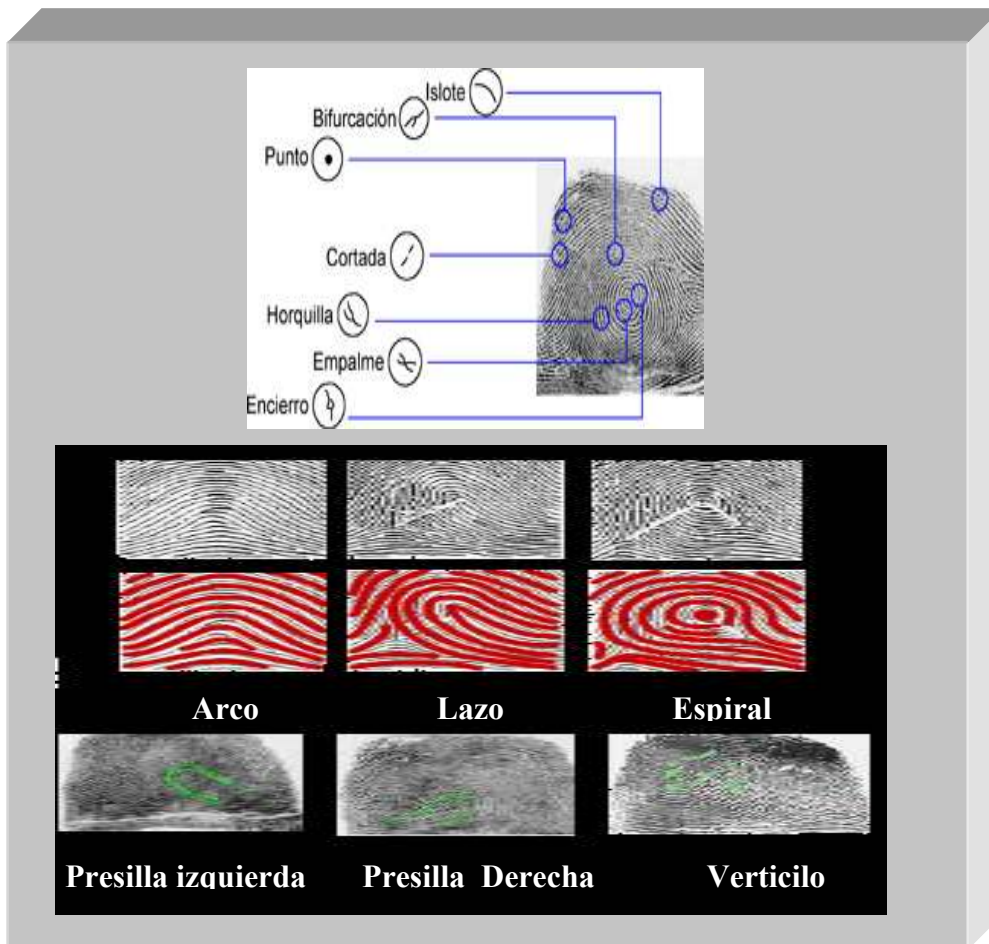 Islote
Bifurcación
Punto
Cortada
Horquilla
Empalme
Encierro
Arco Lazo Espiral
Presilla izquierda Presilla Derecha Verticilo